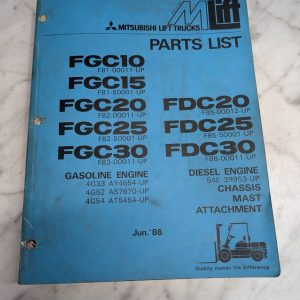 M Lift
MITSUBISHI LIFT TRUCKS
PARTS LIST
FGC10
F81-00011-UP
FGC15
F81-50001-UP
FGC20
F82-00011-UP
FGC25
F82-50001-UP
FGC30
F83-00011-UP
FDC20
F85-00012-UP
FDC25
F85-50001-UP
FDC30
F86-00011-UP
GASOLINE ENGINE
4G33 AY4654-UP
4G52 AS7670-UP
4G54 AT5454-UP
DIESEL ENGINE
S4E 39953-UP
CHASSIS
MAST
ATTACHMENT
Jun.'86
Quality makes the Difference